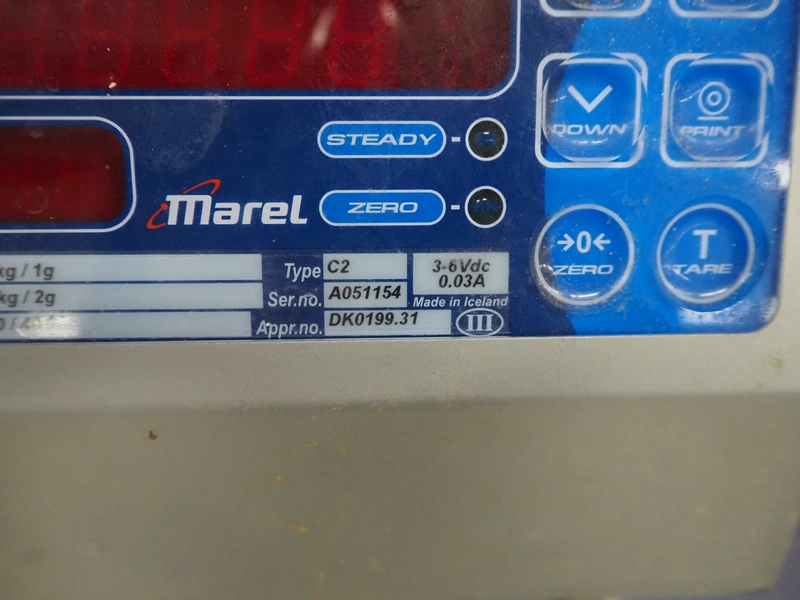 DOWN
PRINT
STEADY
Marel
ZERO
→0←
ZERO
T
TARE
kg / 1g
kg / 2g
Type C2
Ser.no. A051154
Appr.no. DK0199.31
3-6Vdc
0.03A
Made in Iceland
III